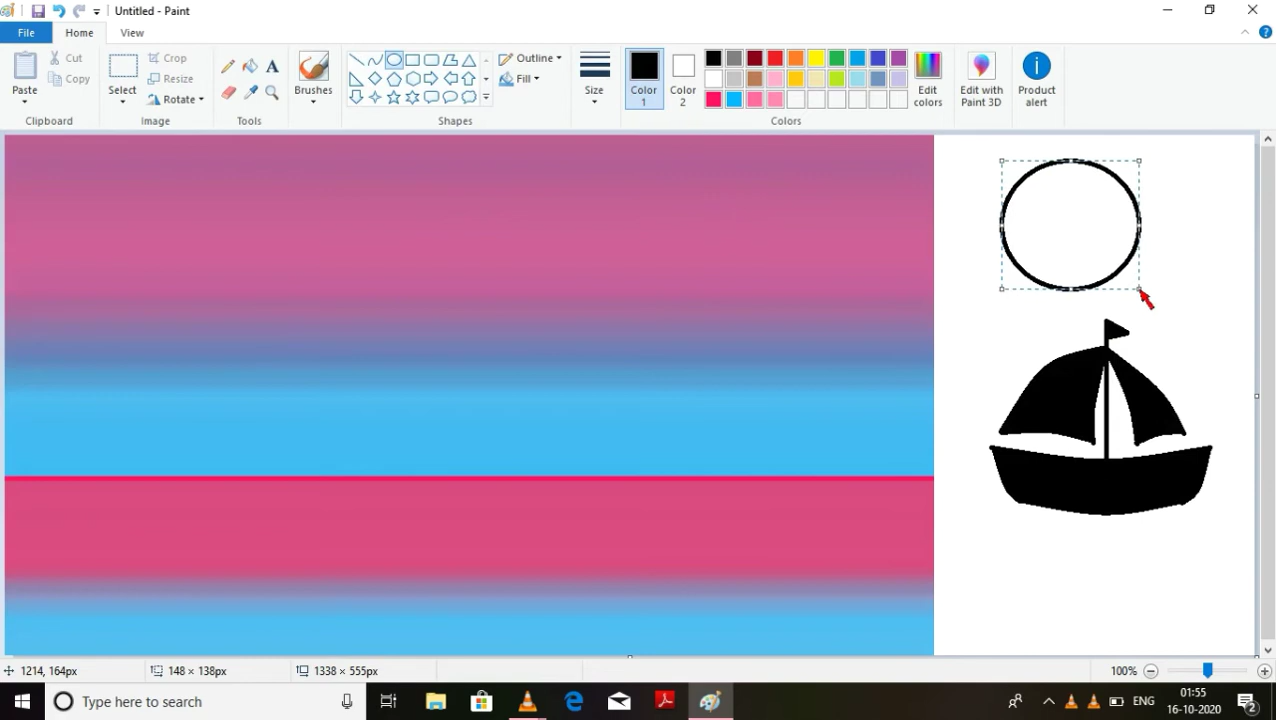 Untitled - Paint
File
Home
View
Paste
Cut
Copy
Clipboard
Select
Crop
Resize
Rotate
Image
A
Tools
Brushes
Shapes
Outline
Fill
Size
Color
1
Color
2
Edit
colors
Colors
Edit with
Paint 3D
Product
alert
1214, 164px
148 × 138px
1338 × 555px
100%
Type here to search
ENG
01:55
16-10-2020
2